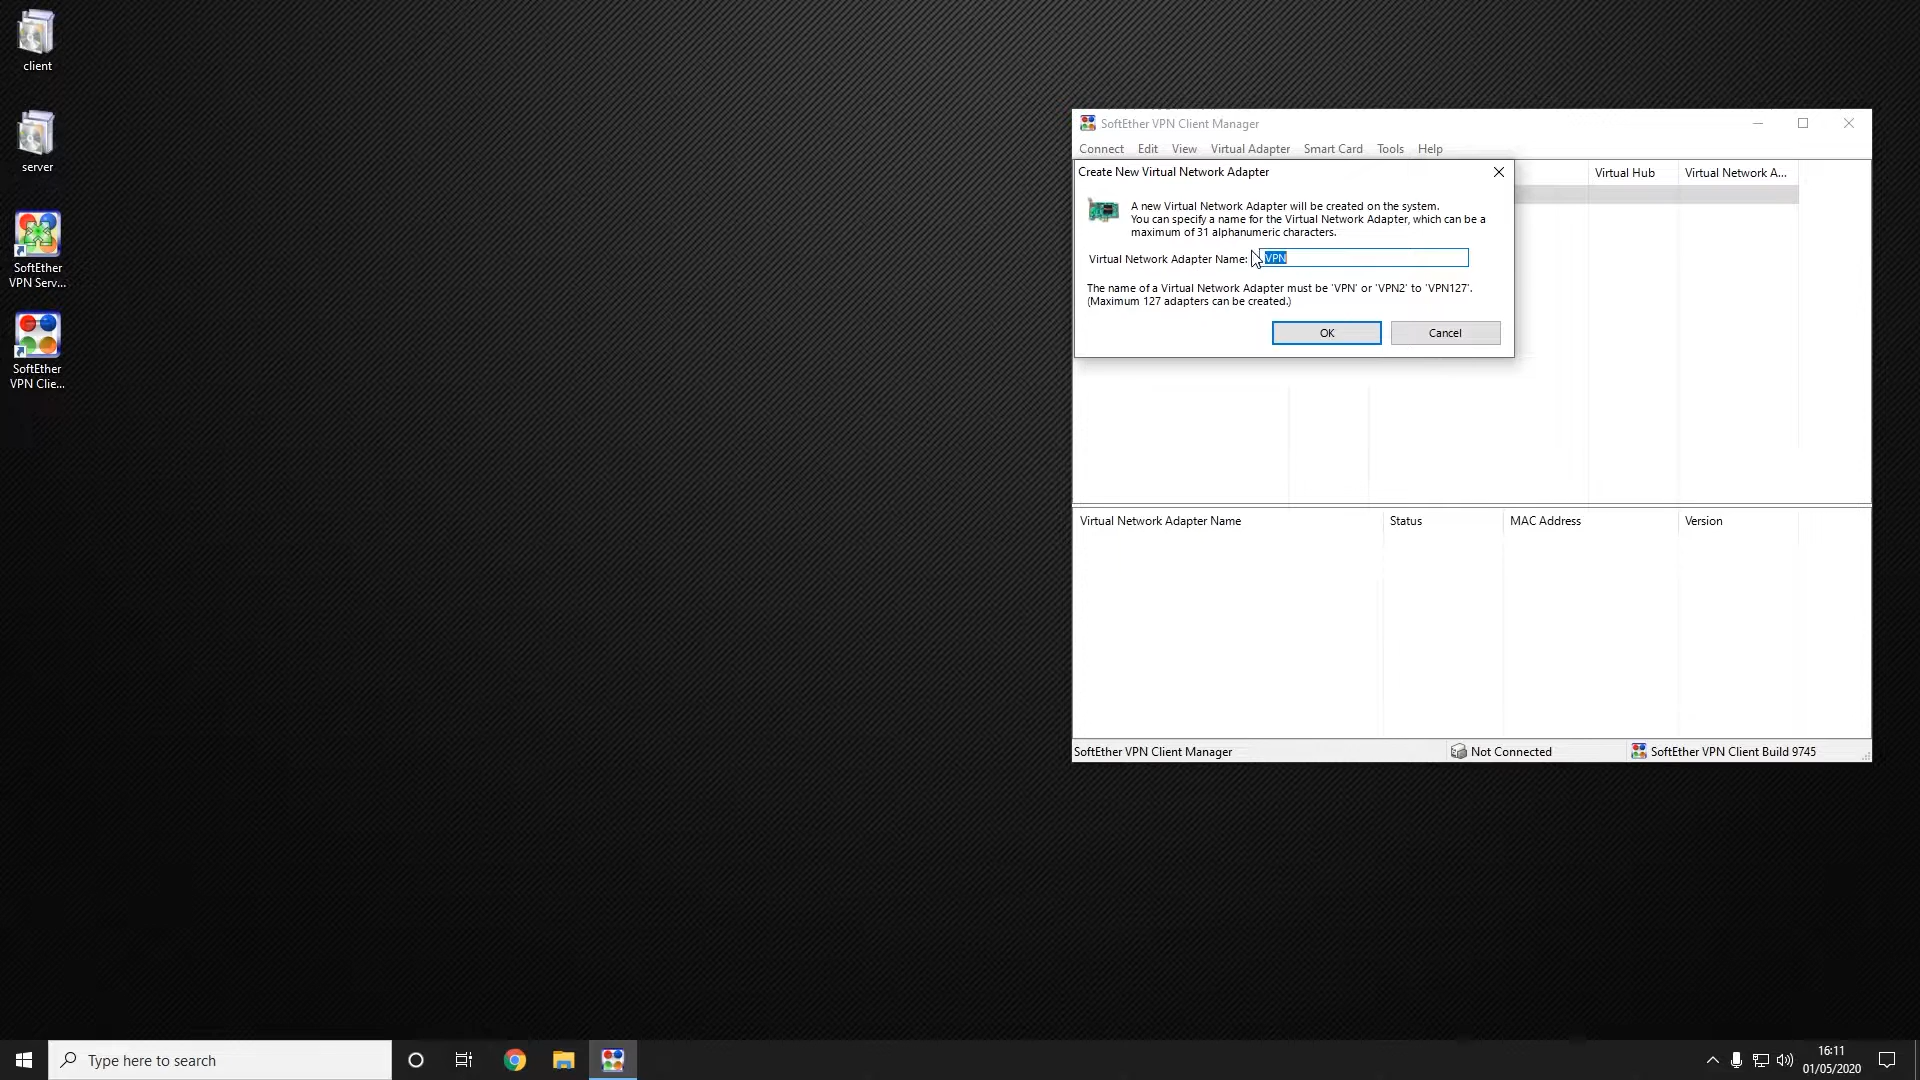 client
server
SoftEther
VPN Serv...
SoftEther
VPN Clie...
SoftEther VPN Client Manager
Connect Edit View Virtual Adapter Smart Card Tools Help
Create New Virtual Network Adapter
Virtual Hub Virtual Network A...
A new Virtual Network Adapter will be created on the system.
You can specify a name for the Virtual Network Adapter, which can be a
maximum of 31 alphanumeric characters.
Virtual Network Adapter Name: VPN
The name of a Virtual Network Adapter must be 'VPN' or 'VPN2' to 'VPN127'.
(Maximum 127 adapters can be created.)
OK Cancel
Virtual Network Adapter Name Status MAC Address Version
SoftEther VPN Client Manager Not Connected SoftEther VPN Client Build 9745
Type here to search
16:11
01/05/2020